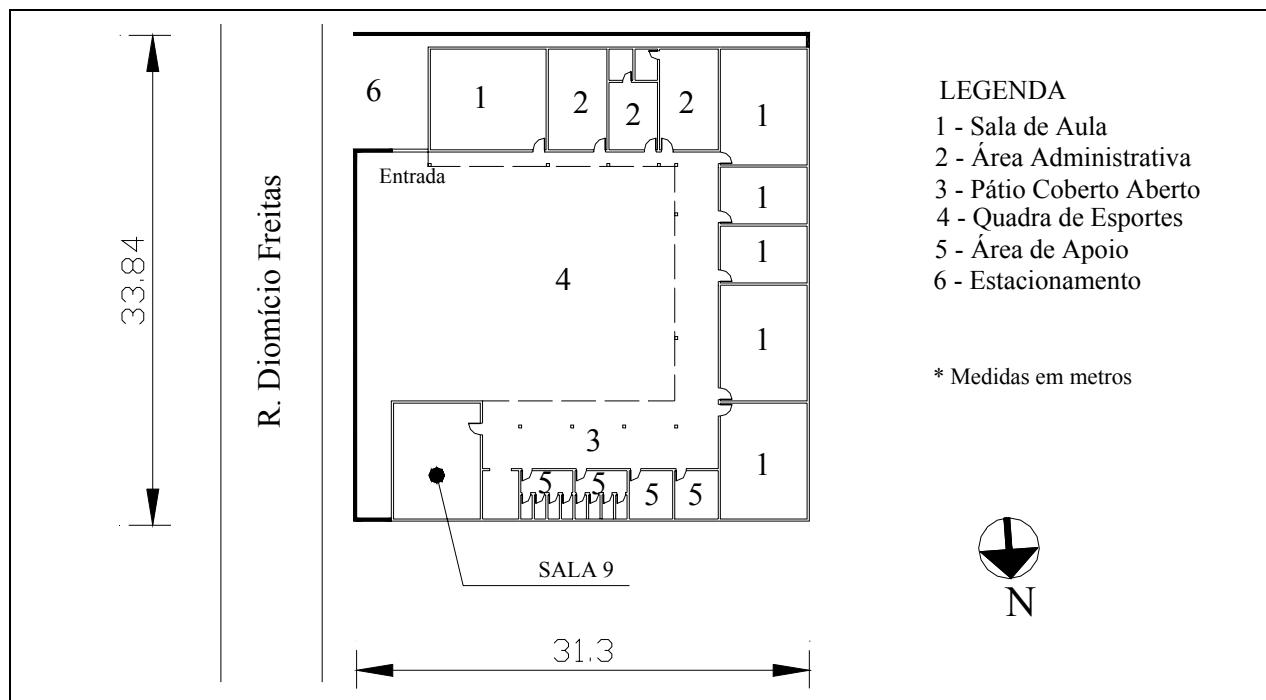 6
1
2
2
2
1
Entrada
1
1
4
1
3
1
5
5
5
5
SALA 9
R. Diomício Freitas
33.84
31.3
LEGENDA
1 - Sala de Aula
2 - Área Administrativa
3 - Pátio Coberto Aberto
4 - Quadra de Esportes
5 - Área de Apoio
6 - Estacionamento
* Medidas em metros
N